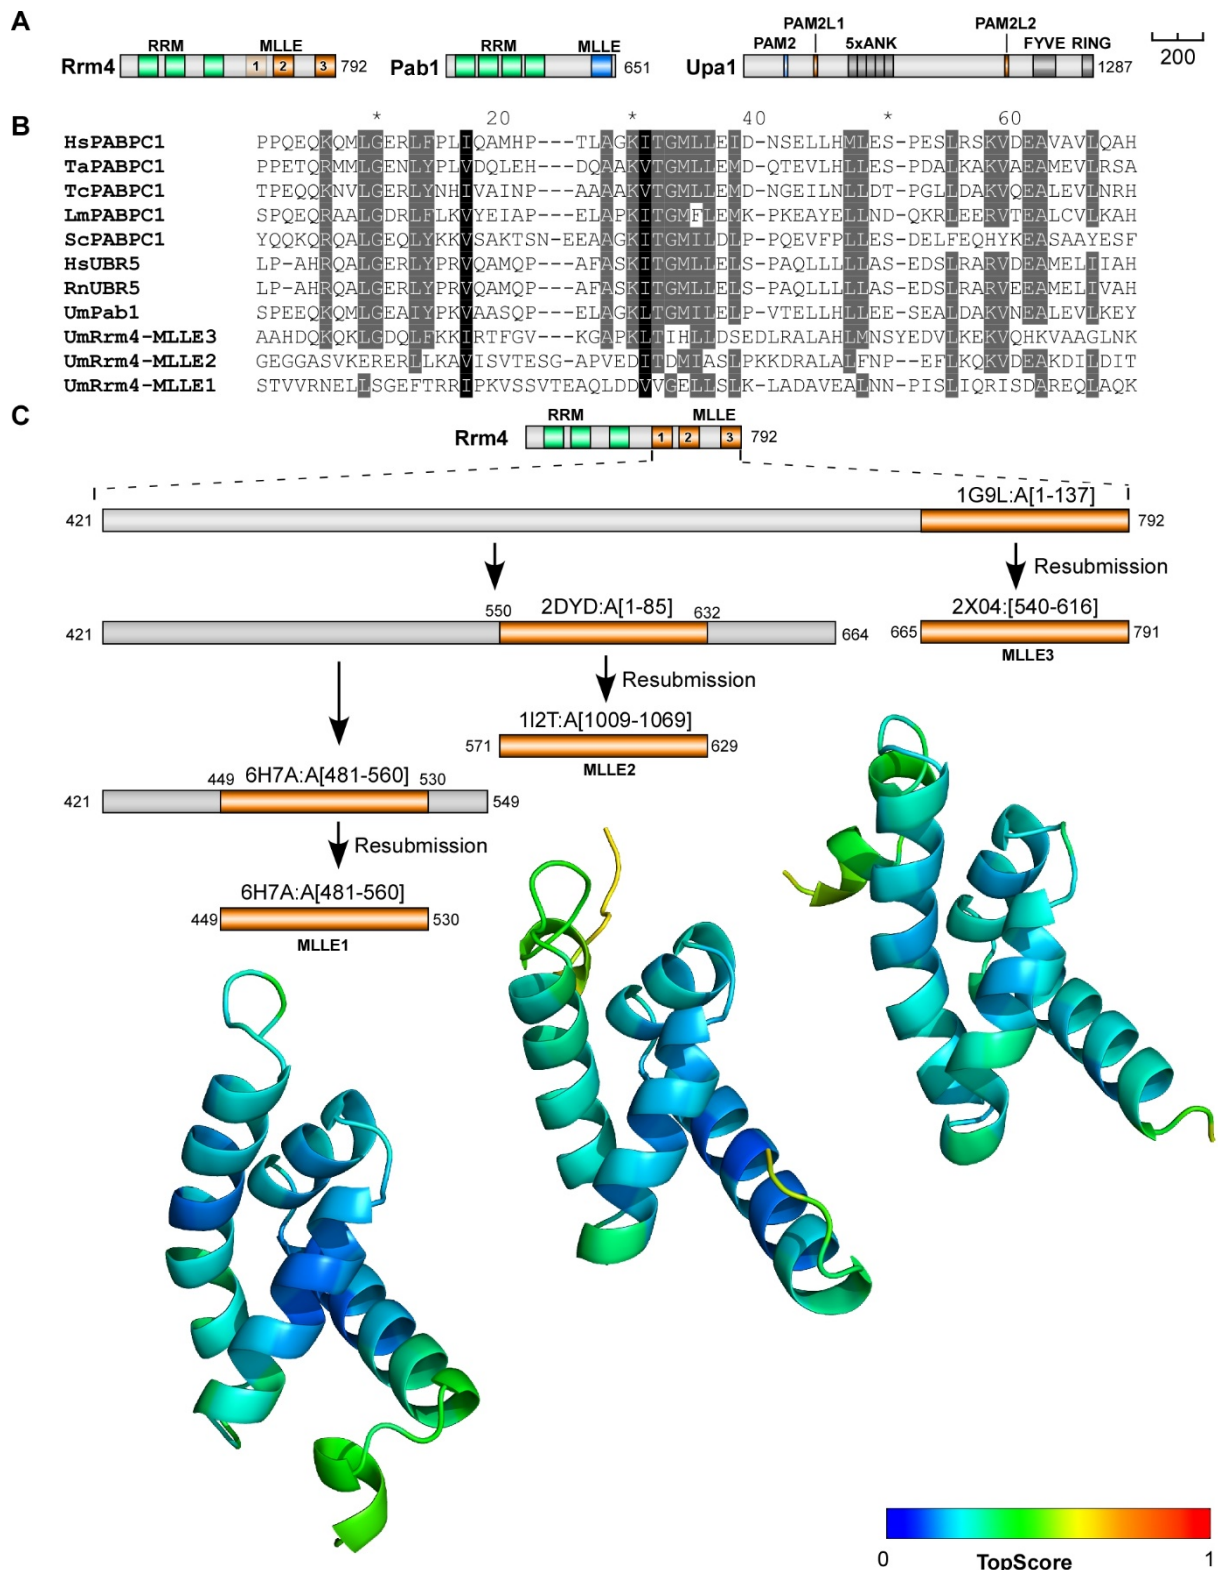 A
RRM MLLE
Rrm4 1 2 3 792
RRM MLLE
Pab1 651
PAM2L1 PAM2L2
PAM2 5xANK FYVE RING
Upa1 1287
200
B
* 20 * 40 * 60
HsPABPC1 PPQEQKQMLGERLFPLIQAMHP---TLAGKITGMLLEID-NSELLHMLES-PESLRSKVDEAVAVLQAH
TaPABPC1 PPETQRMMLGENLYPLVDQLEH---DQAAKVTGMLLEMD-QTEVLHLLES-PDALKAKVAEAMEVLRSA
TcPABPC1 TPEQQKNVLGERLYNHIVAINP---AAAAKVTGMLLEMD-NGEILNLLDT-PGLLDAKVQEALEVLNRH
LmPABPC1 SPQEQRAALGDRLFLKVYEIAP---ELAPKITGMFLEMK-PKEAYELLND-QKRLEERVTEALCVLKAH
ScPABPC1 YQQKQRQALGEQLYKKVSAKTSN-EEAAGKITGMILDLP-PQEVFPLLES-DELFEQHYKEASAAYESF
HsUBR5 LP-AHRQALGERLYPRVQAMQP---AFASKITGMLLELS-PAQLLLLLAS-EDSLRARVDEAMELIIAH
RnUBR5 LP-AHRQALGERLYPRVQAMQP---AFASKITGMLLELS-PAQLLLLLAS-EDSLRARVEEAMELIVAH
UmPab1 SPEEQKQMLGEAIYPKVAASQP---ELAGKLTGMILELP-VTELLHLLEE-SEALDAKVNEALEVLKEY
UmRrm4-MLLE3 AAHDQKQKLGDQLFKKIRTFGV---KGAPKLTIHLLDSEDLRALAHLMNSYEDVLKEKVQHKVAAGLNK
UmRrm4-MLLE2 GEGGASVKERERLLKAVISVTESG-APVEDITDMIASLPKKDRALALFNP-EFLKQKVDEAKDILDIT
UmRrm4-MLLE1 STVVRNELLSGEFTRRIPKVSSVTEAQLDDVVGELLSLK-LADAVEALNN-PISLIQRISDAREQLAQK
C
RRM MLLE
Rrm4 1 2 3 792
1G9L:A[1-137]
421 792
Resubmission
550 2DYD:A[1-85] 632 2X04:[540-616]
421 664 665 791
MLLE3
Resubmission
1I2T:A[1009-1069]
571 629
MLLE2
449 6H7A:A[481-560] 530
421 549
Resubmission
6H7A:A[481-560]
449 530
MLLE1
0 TopScore 1